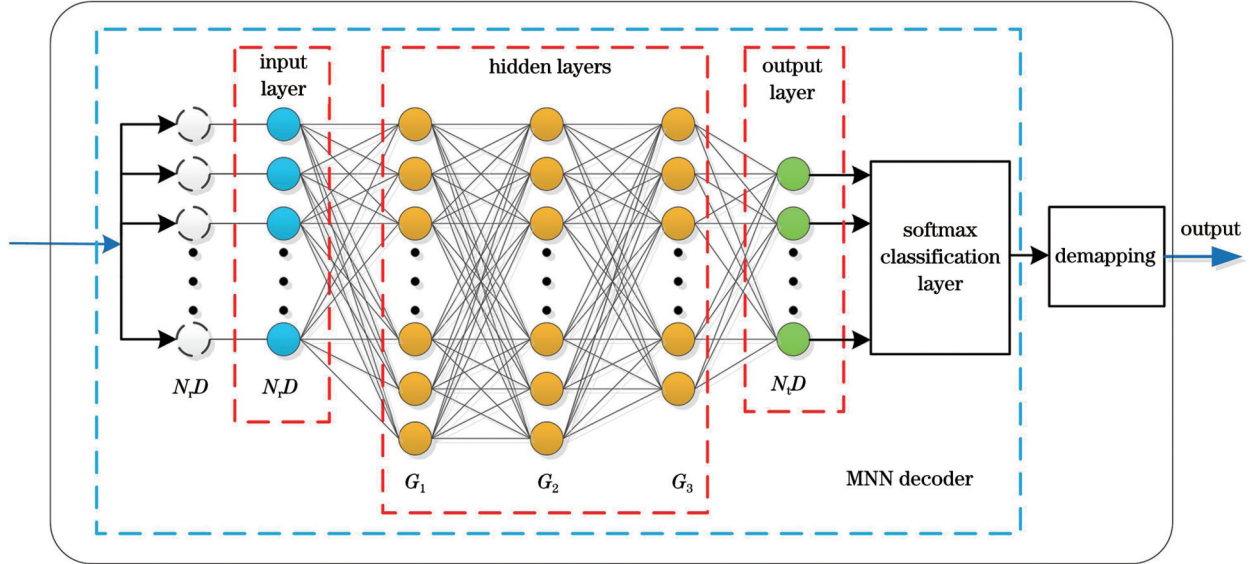 input
layer
hidden layers
output
layer
softmax
classification
layer
demapping
output
NᵣD
NᵣD
NₜD
G₁
G₂
G₃
MNN decoder